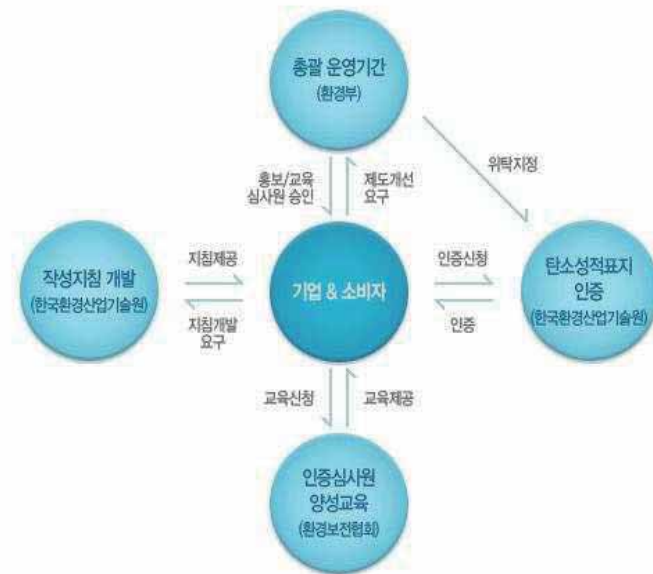 총괄 운영기간
(환경부)
홍보/교육
심사원 승인
제도개선
요구
위탁지정
작성지침 개발
(한국환경산업기술원)
지침제공
지침개발
요구
기업 & 소비자
인증신청
인증
탄소성적표지
인증
(한국환경산업기술원)
교육신청
교육제공
인증심사원
양성교육
(환경보전협회)